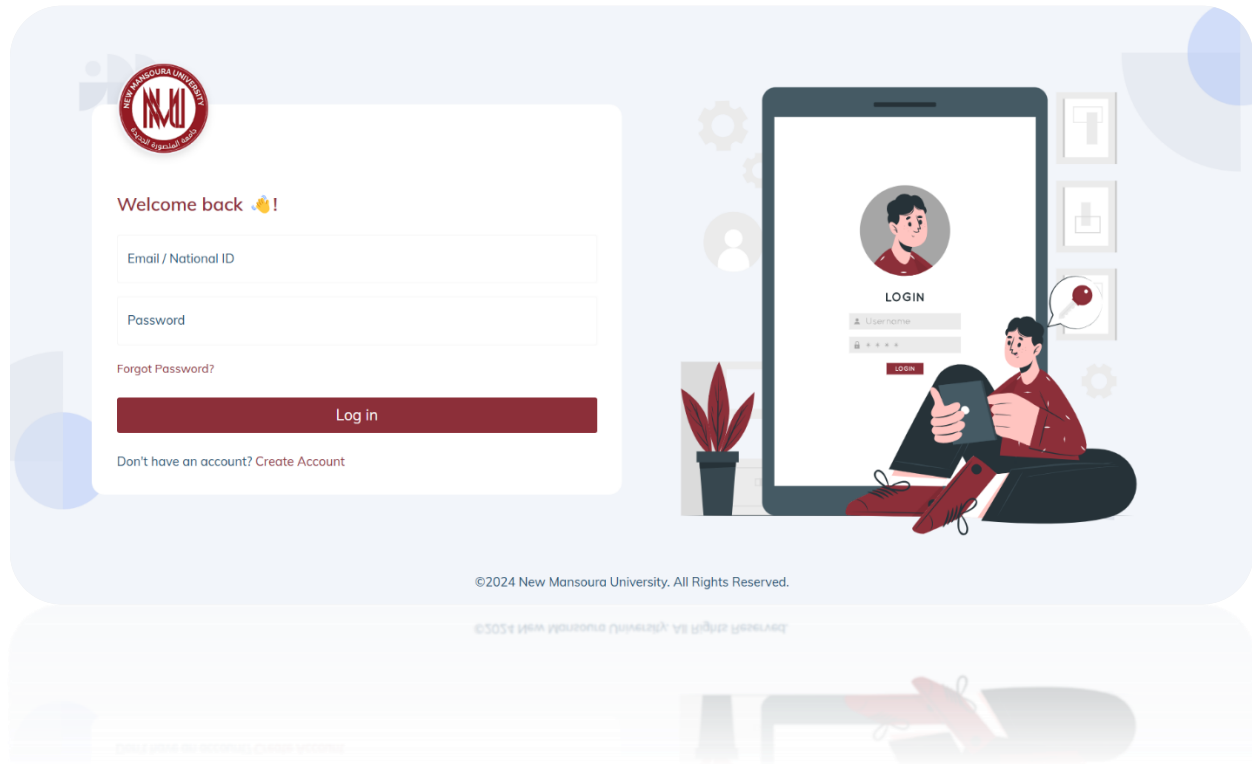 NEW MANSOURA UNIVERSITY
NMU
جامعة المنصورة الجديدة
Welcome back 👋!
Email / National ID
Password
Forgot Password?
Log in
Don't have an account? Create Account
LOGIN
Username
* * * *
LOGIN
©2024 New Mansoura University. All Rights Reserved.